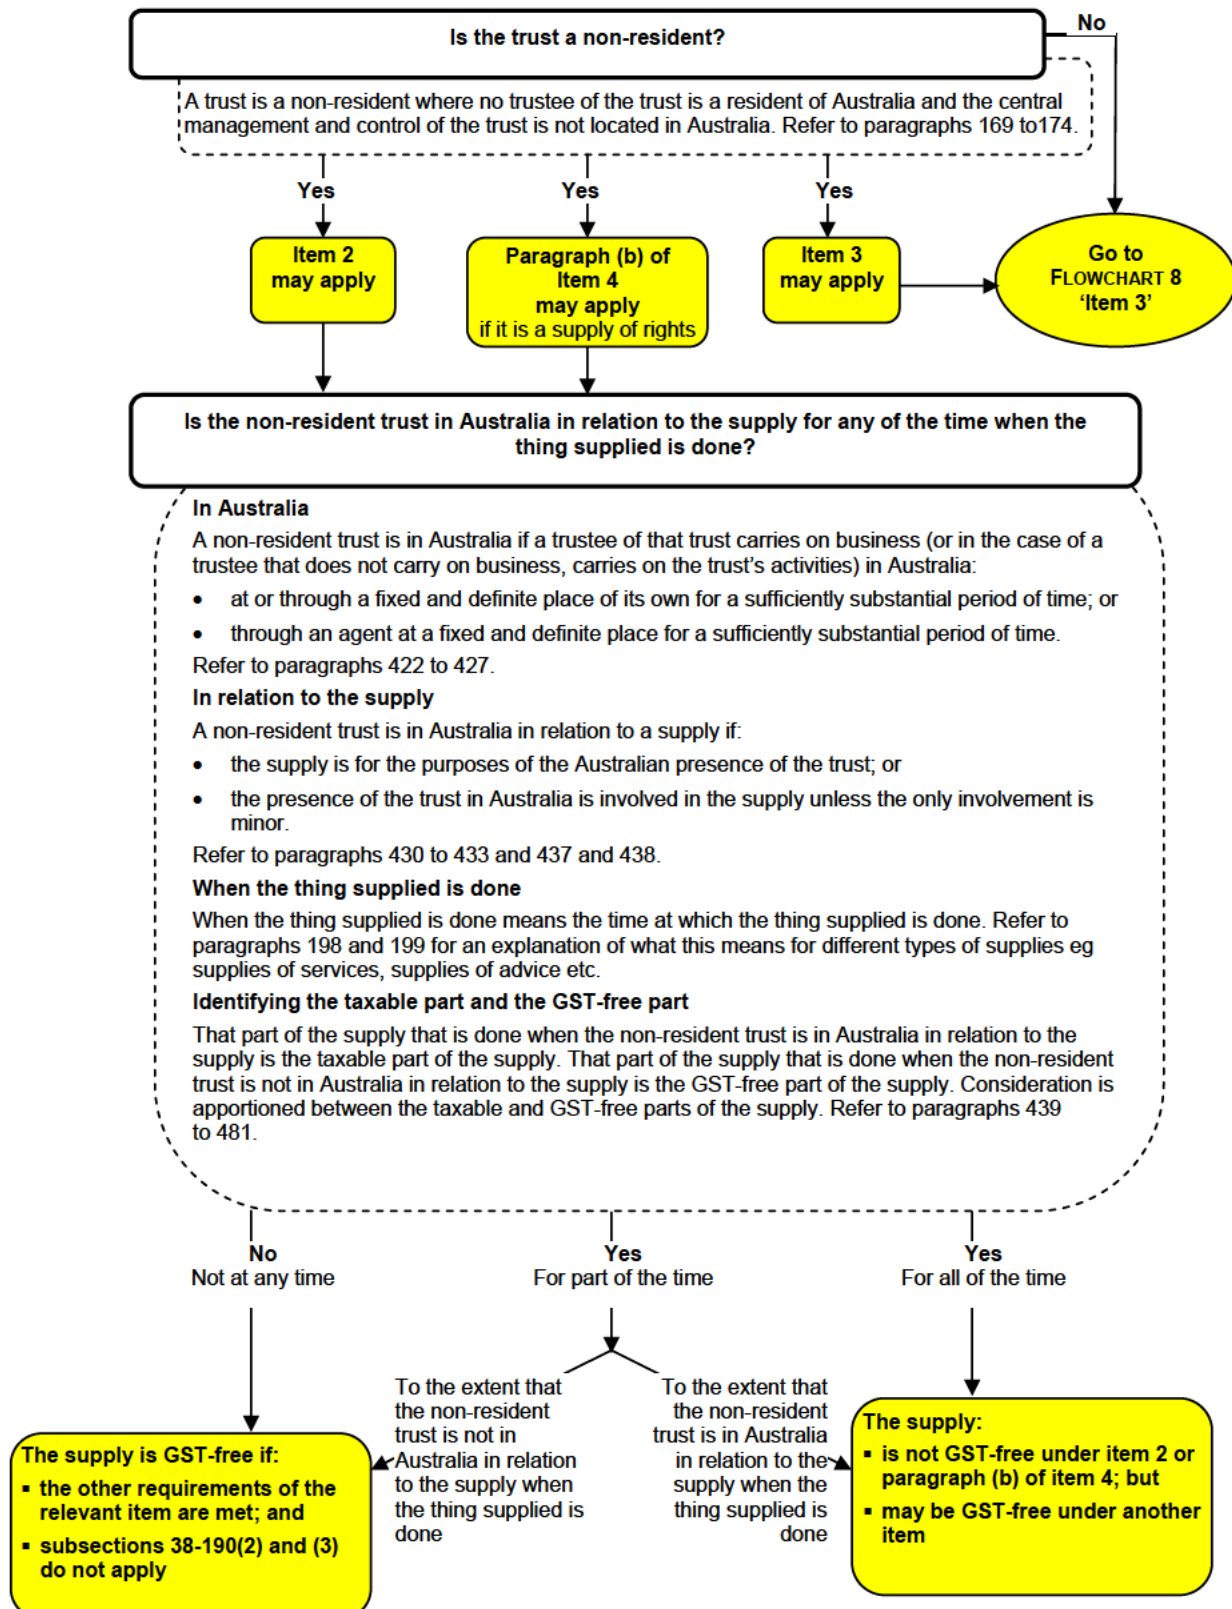 Is the trust a non-resident?
No
A trust is a non-resident where no trustee of the trust is a resident of Australia and the central
management and control of the trust is not located in Australia. Refer to paragraphs 169 to174.
Yes
Yes
Yes
Item 2
may apply
Paragraph (b) of
Item 4
may apply
if it is a supply of rights
Item 3
may apply
Go to
FLOWCHART 8
‘Item 3’
Is the non-resident trust in Australia in relation to the supply for any of the time when the
thing supplied is done?
In Australia
A non-resident trust is in Australia if a trustee of that trust carries on business (or in the case of a
trustee that does not carry on business, carries on the trust’s activities) in Australia:
• at or through a fixed and definite place of its own for a sufficiently substantial period of time; or
• through an agent at a fixed and definite place for a sufficiently substantial period of time.
Refer to paragraphs 422 to 427.
In relation to the supply
A non-resident trust is in Australia in relation to a supply if:
• the supply is for the purposes of the Australian presence of the trust; or
• the presence of the trust in Australia is involved in the supply unless the only involvement is
minor.
Refer to paragraphs 430 to 433 and 437 and 438.
When the thing supplied is done
When the thing supplied is done means the time at which the thing supplied is done. Refer to
paragraphs 198 and 199 for an explanation of what this means for different types of supplies eg
supplies of services, supplies of advice etc.
Identifying the taxable part and the GST-free part
That part of the supply that is done when the non-resident trust is in Australia in relation to the
supply is the taxable part of the supply. That part of the supply that is done when the non-resident
trust is not in Australia in relation to the supply is the GST-free part of the supply. Consideration is
apportioned between the taxable and GST-free parts of the supply. Refer to paragraphs 439
to 481.
No
Not at any time
Yes
For part of the time
Yes
For all of the time
To the extent that
the non-resident
trust is not in
Australia in relation
to the supply when
the thing supplied is
done
To the extent that
the non-resident
trust is in Australia
in relation to the
supply when the
thing supplied is
done
The supply is GST-free if:
▪ the other requirements of the
relevant item are met; and
▪ subsections 38-190(2) and (3)
do not apply
The supply:
▪ is not GST-free under item 2 or
paragraph (b) of item 4; but
▪ may be GST-free under another
item